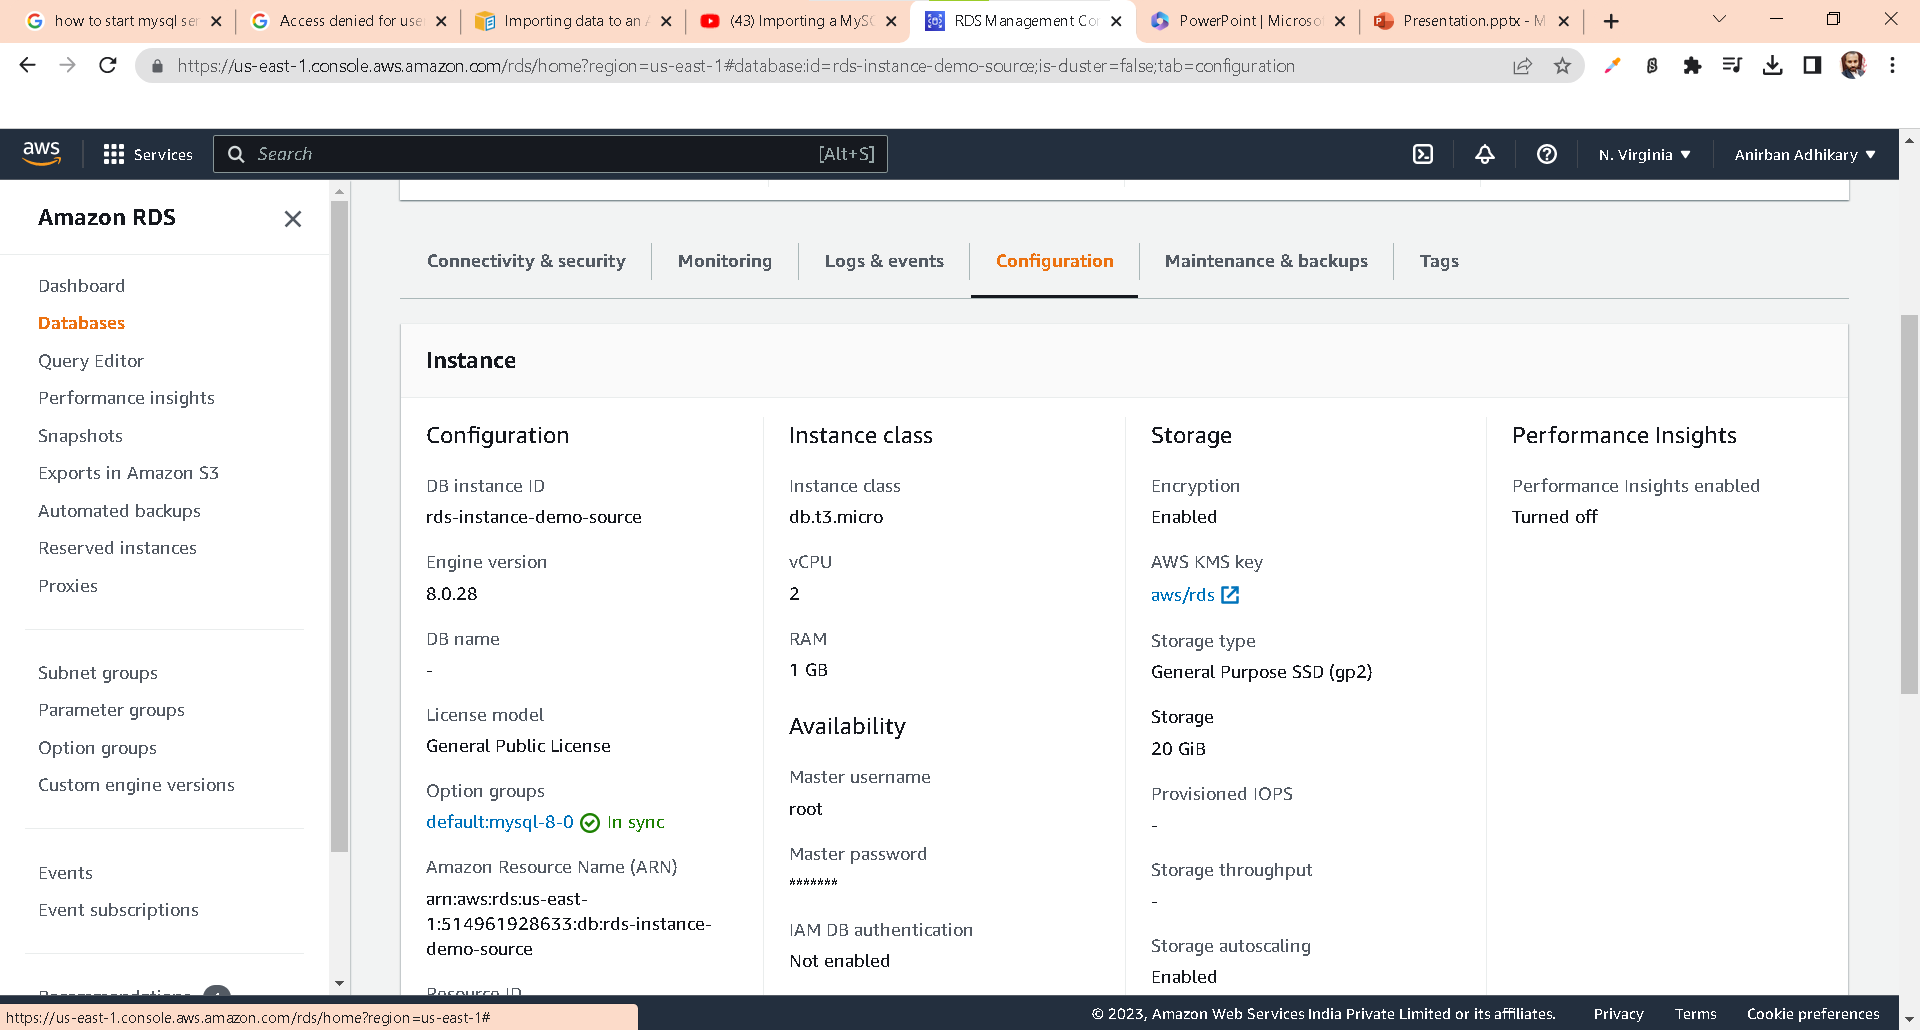 how to start mysql ser
Access denied for use
Importing data to an A
(43) Importing a MySQ
RDS Management Co
PowerPoint | Microso
Presentation.pptx - M
https://us-east-1.console.aws.amazon.com/rds/home?region=us-east-1#database:id=rds-instance-demo-source;is-cluster=false;tab=configuration
aws
Services
Search
[Alt+S]
N. Virginia
Anirban Adhikary
Amazon RDS
Dashboard
Databases
Query Editor
Performance insights
Snapshots
Exports in Amazon S3
Automated backups
Reserved instances
Proxies
Subnet groups
Parameter groups
Option groups
Custom engine versions
Events
Event subscriptions
Recommendations
Connectivity & security
Monitoring
Logs & events
Configuration
Maintenance & backups
Tags
Instance
Configuration
DB instance ID
rds-instance-demo-source
Engine version
8.0.28
DB name
-
License model
General Public License
Option groups
default:mysql-8-0 In sync
Amazon Resource Name (ARN)
arn:aws:rds:us-east-
1:514961928633:db:rds-instance-
demo-source
Resource ID
Instance class
Instance class
db.t3.micro
vCPU
2
RAM
1 GB
Availability
Master username
root
Master password
*******
IAM DB authentication
Not enabled
Storage
Encryption
Enabled
AWS KMS key
aws/rds
Storage type
General Purpose SSD (gp2)
Storage
20 GiB
Provisioned IOPS
-
Storage throughput
-
Storage autoscaling
Enabled
Performance Insights
Performance Insights enabled
Turned off
https://us-east-1.console.aws.amazon.com/rds/home?region=us-east-1#
© 2023, Amazon Web Services India Private Limited or its affiliates.
Privacy
Terms
Cookie preferences